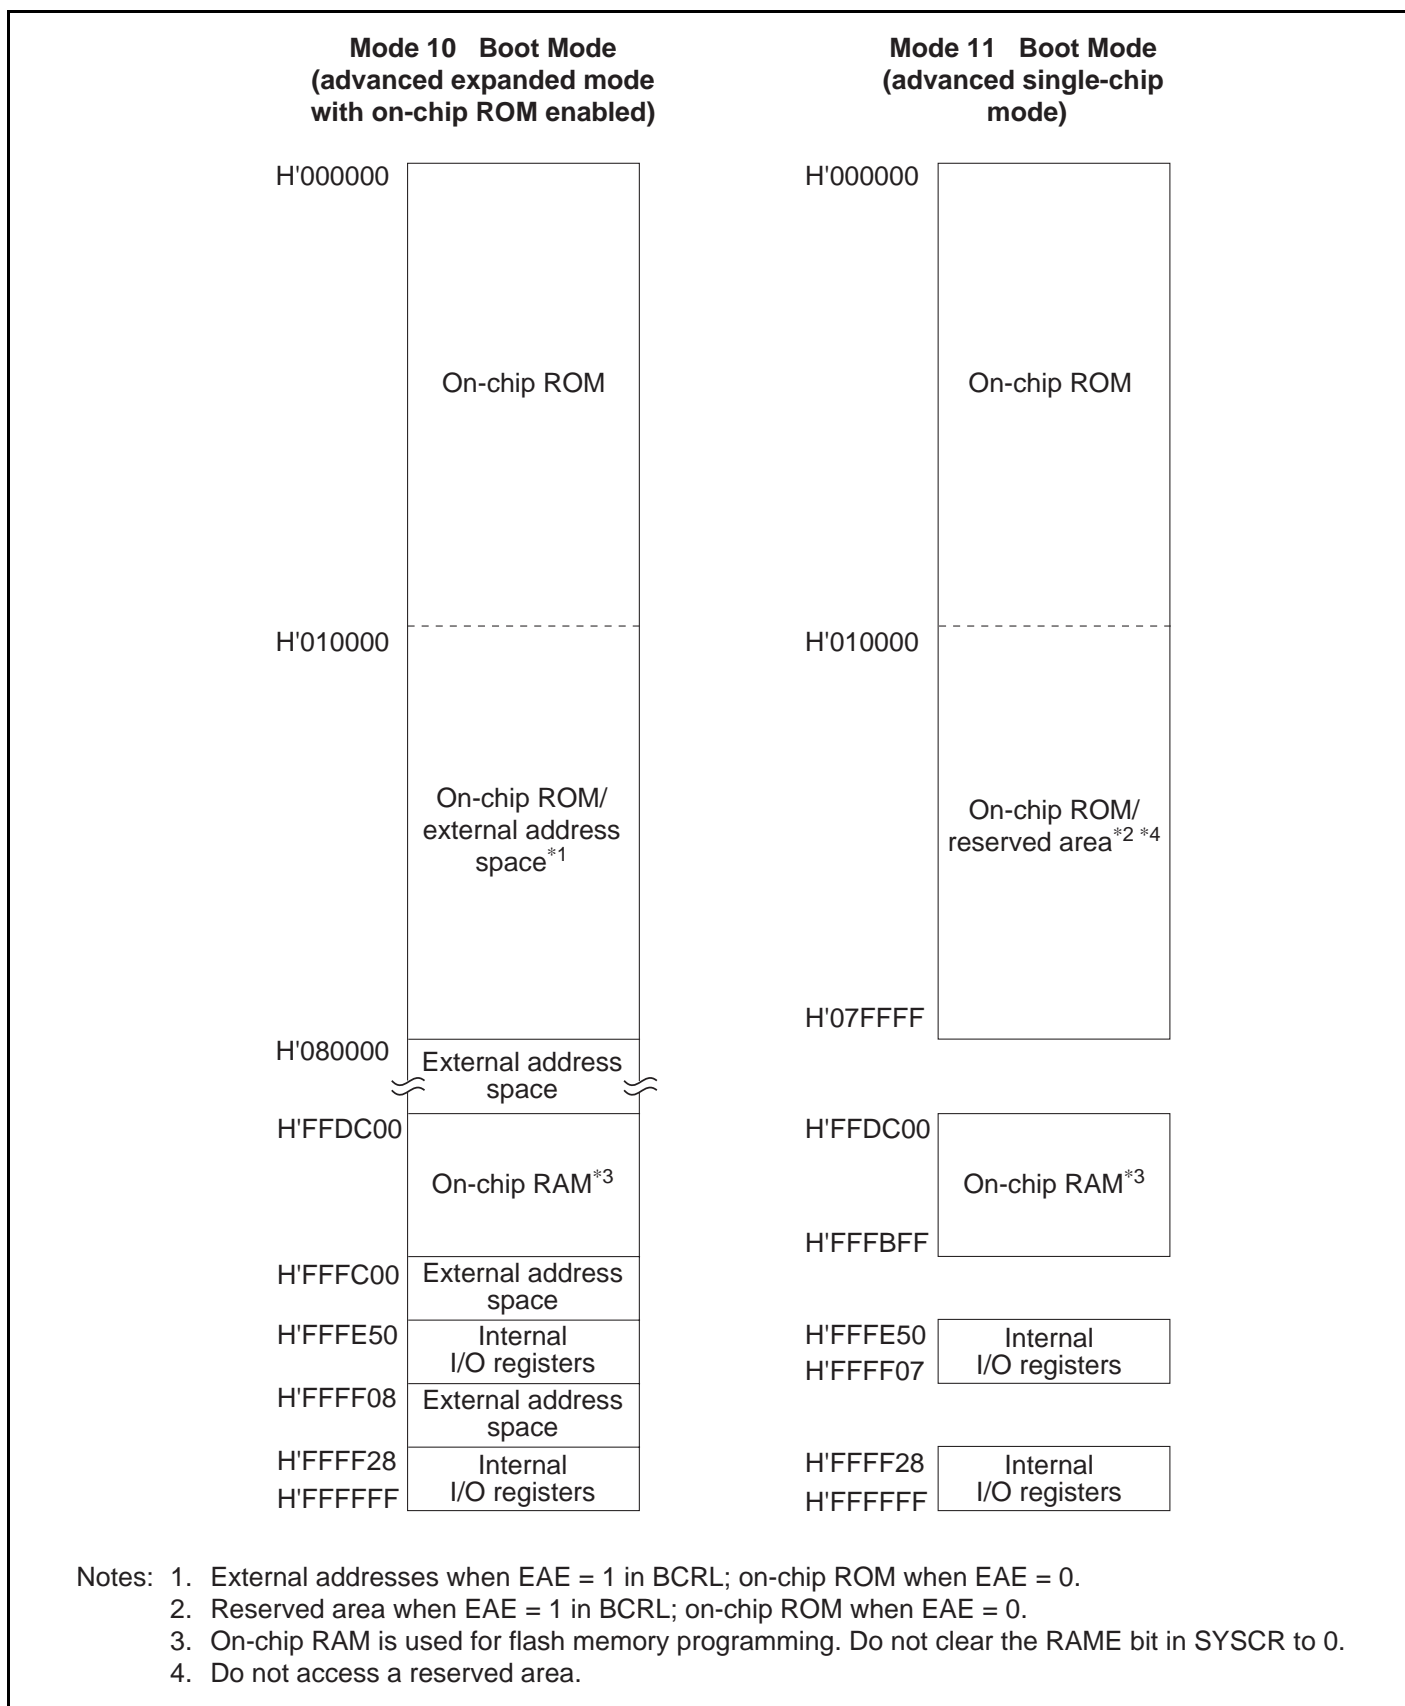 Mode 10 Boot Mode
(advanced expanded mode
with on-chip ROM enabled)
H'000000
On-chip ROM
H'010000
On-chip ROM/
external address
space*1
H'080000
External address
space
H'FFDC00
On-chip RAM*3
H'FFFC00
External address
space
H'FFFE50
Internal
I/O registers
H'FFFF08
External address
space
H'FFFF28
Internal
I/O registers
H'FFFFFF
Mode 11 Boot Mode
(advanced single-chip
mode)
H'000000
On-chip ROM
H'010000
On-chip ROM/
reserved area*2 *4
H'07FFFF
H'FFDC00
On-chip RAM*3
H'FFFBFF
H'FFFE50
Internal
I/O registers
H'FFFF07
H'FFFF28
Internal
I/O registers
H'FFFFFF
Notes: 1. External addresses when EAE = 1 in BCRL; on-chip ROM when EAE = 0.
2. Reserved area when EAE = 1 in BCRL; on-chip ROM when EAE = 0.
3. On-chip RAM is used for flash memory programming. Do not clear the RAME bit in SYSCR to 0.
4. Do not access a reserved area.